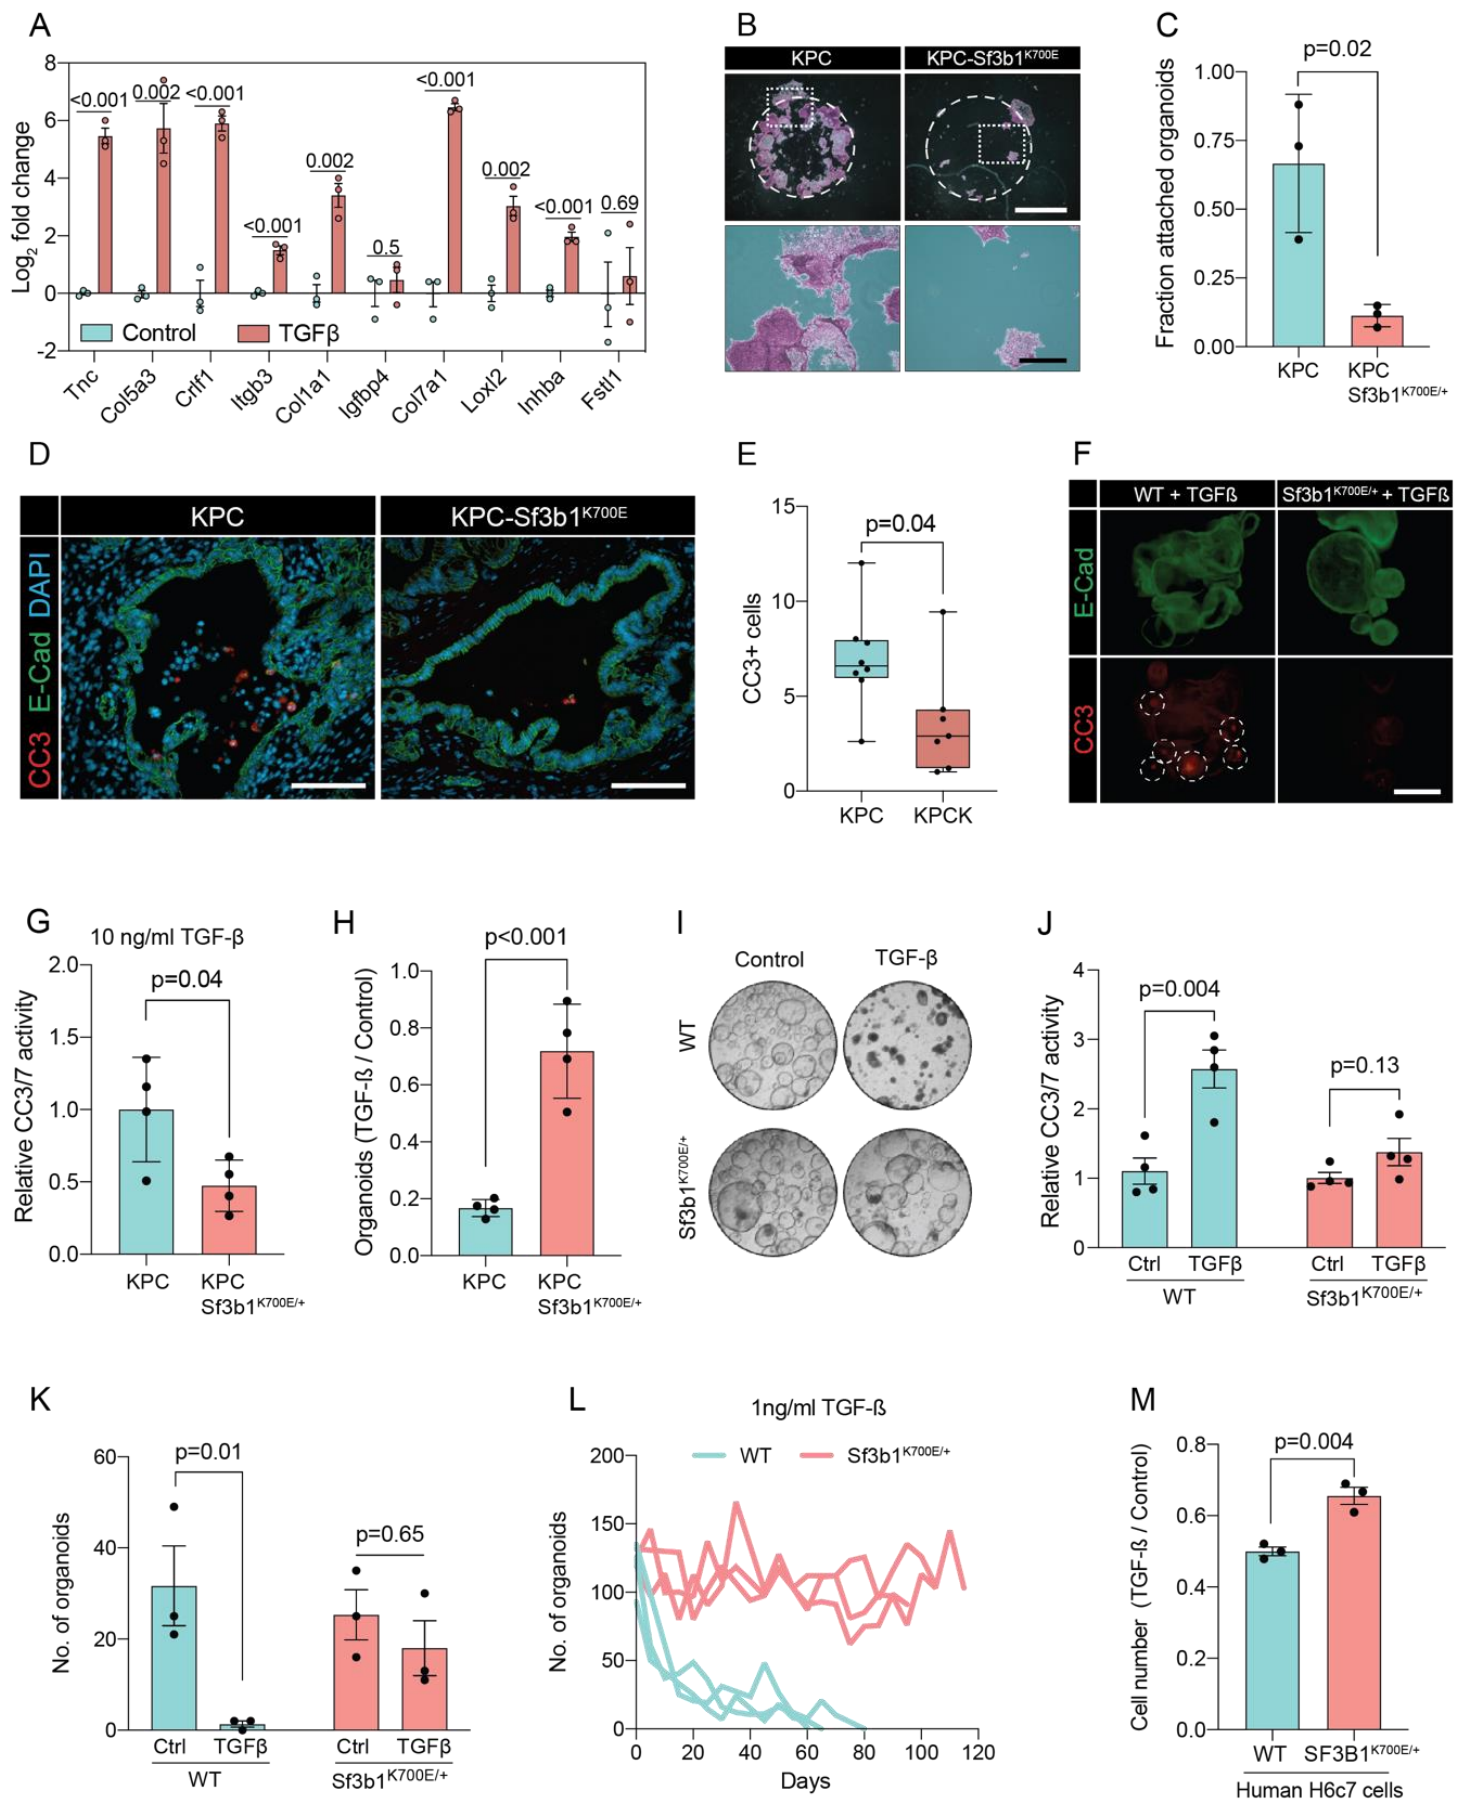 A
Log2 fold change
8
6
4
2
0
-2
<0.001
0.002
<0.001
<0.001
0.002
0.5
<0.001
0.002
<0.001
0.69
Control
TGFβ
Tnc
Col5a3
Crlf1
Itgb3
Col1a1
Igfbp4
Col7a1
Loxl2
Inhba
Fstl1
B
KPC
KPC-Sf3b1K700E
C
p=0.02
Fraction attached organoids
1.00
0.75
0.50
0.25
0.00
KPC
KPC
Sf3b1K700E/+
D
KPC
KPC-Sf3b1K700E
CC3 E-Cad DAPI
E
p=0.04
CC3+ cells
15
10
5
0
KPC
KPCK
F
WT + TGFß
Sf3b1K700E/+ + TGFß
E-Cad
CC3
G
10 ng/ml TGF-β
p=0.04
Relative CC3/7 activity
2.0
1.5
1.0
0.5
0.0
KPC
KPC
Sf3b1K700E/+
H
p<0.001
Organoids (TGF-ß / Control)
1.0
0.8
0.6
0.4
0.2
0.0
KPC
KPC
Sf3b1K700E/+
I
Control
TGF-β
WT
Sf3b1K700E/+
J
p=0.004
p=0.13
Relative CC3/7 activity
4
3
2
1
0
Ctrl
TGFβ
Ctrl
TGFβ
WT
Sf3b1K700E/+
K
p=0.01
p=0.65
No. of organoids
60
40
20
0
Ctrl
TGFβ
Ctrl
TGFβ
WT
Sf3b1K700E/+
L
1ng/ml TGF-ß
WT
Sf3b1K700E/+
No. of organoids
200
150
100
50
0
0
20
40
60
80
100
120
Days
M
p=0.004
Cell number (TGF-ß / Control)
0.8
0.6
0.4
0.2
0.0
WT
SF3B1K700E/+
Human H6c7 cells